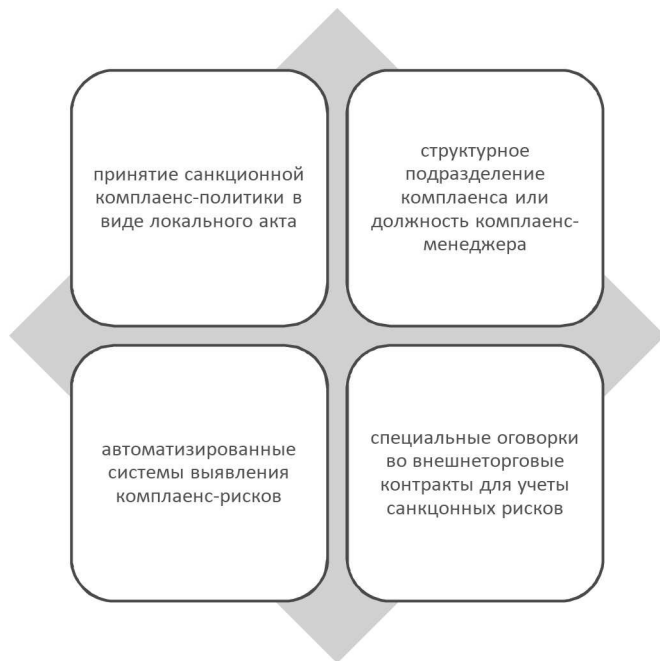 принятие санкционной
комплаенс-политики в
виде локального акта
структурное
подразделение
комплаенса или
должность комплаенс-
менеджера
автоматизированные
системы выявления
комплаенс-рисков
специальные оговорки
во внешнеторговые
контракты для учеты
санкцонных рисков